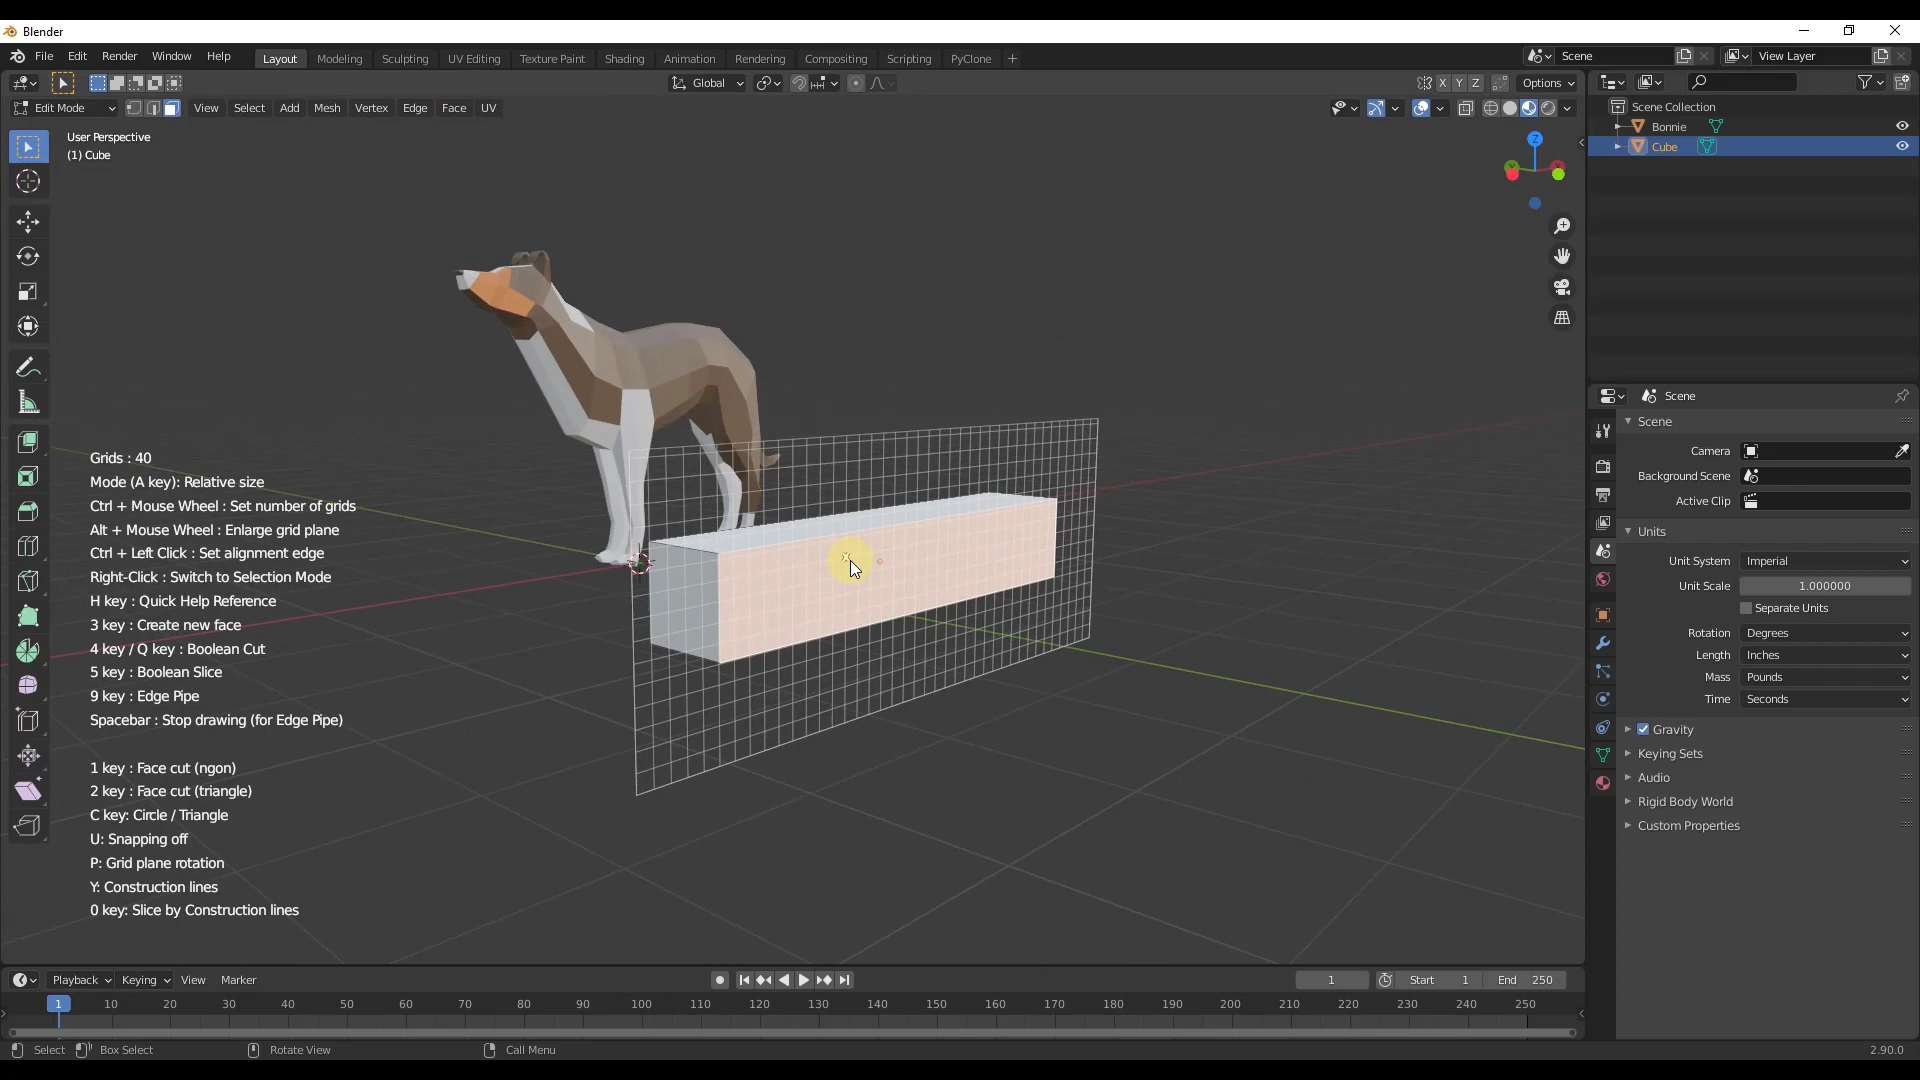 Blender
File Edit Render Window Help
Layout Modeling Sculpting UV Editing Texture Paint Shading Animation Rendering Compositing Scripting PyClone
Scene View Layer
Global X Y Z Options
Edit Mode View Select Add Mesh Vertex Edge Face UV
User Perspective
(1) Cube
Z
Scene Collection
Bonnie
Cube
Scene
Scene
Camera
Background Scene
Active Clip
Units
Unit System Imperial
Unit Scale 1.000000
Separate Units
Rotation Degrees
Length Inches
Mass Pounds
Time Seconds
Gravity
Keying Sets
Audio
Rigid Body World
Custom Properties
Grids : 40
Mode (A key): Relative size
Ctrl + Mouse Wheel : Set number of grids
Alt + Mouse Wheel : Enlarge grid plane
Ctrl + Left Click : Set alignment edge
Right-Click : Switch to Selection Mode
H key : Quick Help Reference
3 key : Create new face
4 key / Q key : Boolean Cut
5 key : Boolean Slice
9 key : Edge Pipe
Spacebar : Stop drawing (for Edge Pipe)
1 key : Face cut (ngon)
2 key : Face cut (triangle)
C key: Circle / Triangle
U: Snapping off
P: Grid plane rotation
Y: Construction lines
0 key: Slice by Construction lines
Playback Keying View Marker 1 Start 1 End 250
1 10 20 30 40 50 60 70 80 90 100 110 120 130 140 150 160 170 180 190 200 210 220 230 240 250
Select Box Select Rotate View Call Menu 2.90.0